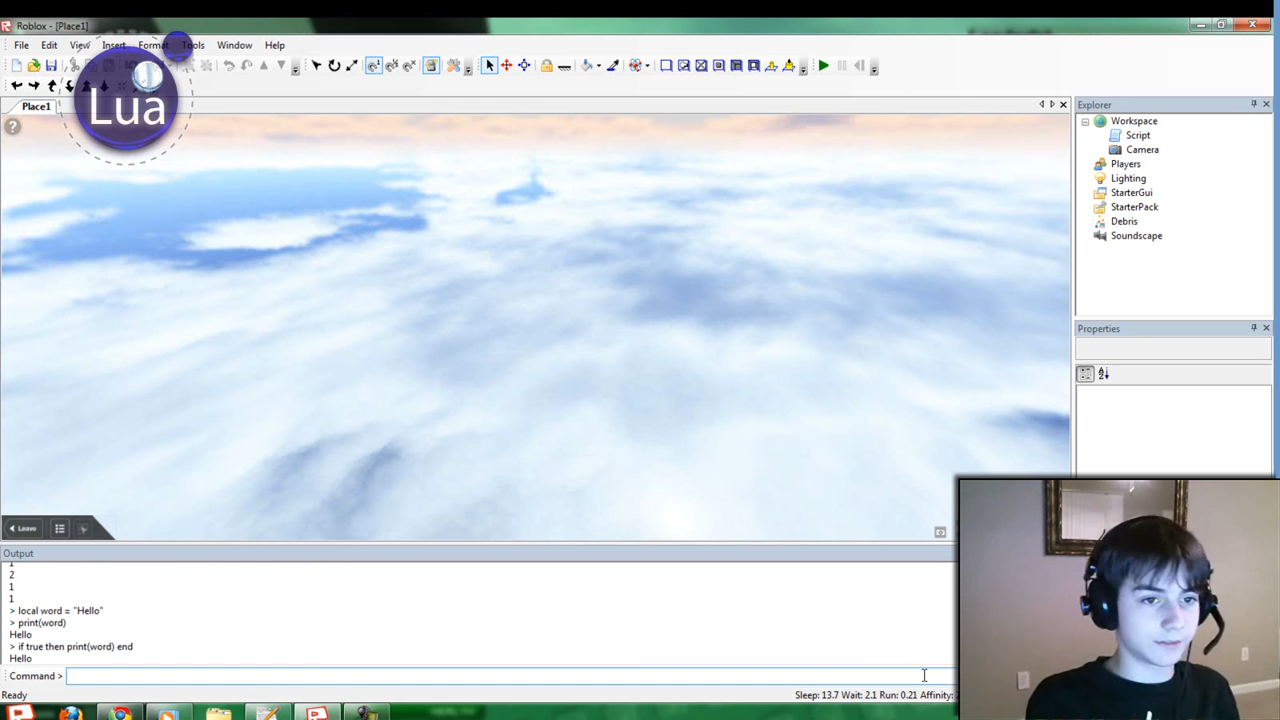 Roblox - [Place1]
File Edit View Insert Format Tools Window Help
Lua
Place1
Explorer
Workspace
Script
Camera
Players
Lighting
StarterGui
StarterPack
Debris
Soundscape
Properties
Leave
Output
1
2
1
1
> local word = "Hello"
> print(word)
Hello
> if true then print(word) end
Hello
Command >
Ready
Sleep: 13.7 Wait: 2.1 Run: 0.21 Affinity: